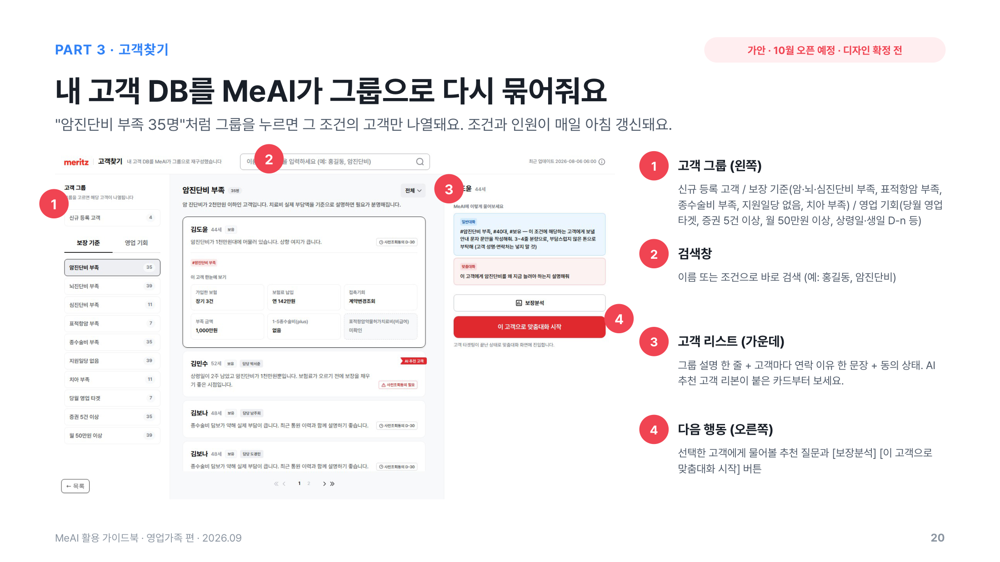 PART 3 · 고객찾기
가안 · 10월 오픈 예정 · 디자인 확정 전
내 고객 DB를 MeAI가 그룹으로 다시 묶어줘요
"암진단비 부족 35명"처럼 그룹을 누르면 그 조건의 고객만 나열돼요. 조건과 인원이 매일 아침 갱신돼요.
meritz 고객찾기 내 고객 DB를 MeAI가 그룹으로 재구성했습니다
2
입력하세요 (예: 홍길동, 암진단비)
최근 업데이트 2026-08-06 06:00
고객 그룹
1
고르면 해당 고객이 나열됩니다
신규 등록 고객 4
보장 기준 영업 기회
암진단비 부족 35
뇌진단비 부족 39
심진단비 부족 11
표적항암 부족 7
종수술비 부족 35
지원일당 없음 39
치아 부족 11
당월 영업 타겟 7
증권 5건 이상 35
월 50만원 이상 39
← 목록
암진단비 부족 35명
전체
암 진단비가 2천만원 이하인 고객입니다. 치료비 실제 부담액을 기준으로 설명하면 필요가 분명해집니다.
김도윤 44세 보유
암진단비가 1천만원대에 머물러 있습니다. 상향 여지가 큽니다.
사전조회동의 D-30
#암진단비 부족
이 고객 한눈에 보기
가입한 보험
장기 3건
보험료 납입
연 142만원
접촉기회
계약변경조회
부족 금액
1,000만원
1-5종수술비(plus)
없음
표적항암약물허가치료비(비급여)
미확인
김민수 52세 보유 담당 박서준
AI 추천 고객
상령일이 2주 남았고 암진단비가 1천만원뿐입니다. 보험료가 오르기 전에 보장을 채우
기 좋은 시점입니다.
사전조회동의 필요
김보나 48세 보유 담당 남주희
종수술비 담보가 약해 실제 부담이 큽니다. 최근 통원 이력과 함께 설명하기 좋습니다.
사전조회동의 D-30
김보나 48세 보유 담당 도경민
종수술비 담보가 약해 실제 부담이 큽니다. 최근 통원 이력과 함께 설명하기 좋습니다.
사전조회동의 D-30
1 2
3
윤 44세
MeAI에 이렇게 물어보세요
일반대화
#암진단비 부족, #40대, #보유 — 이 조건에 해당하는 고객에게 보낼
안내 문자 문안을 작성해줘. 3~4줄 분량으로, 부담스럽지 않은 톤으로
부탁해 (고객 성명·연락처는 넣지 말 것)
맞춤대화
이 고객에게 암진단비를 왜 지금 늘려야 하는지 설명해줘
보장분석
이 고객으로 맞춤대화 시작
4
고객 타겟팅이 끝난 상태로 맞춤대화 화면에 진입합니다.
1 고객 그룹 (왼쪽)
신규 등록 고객 / 보장 기준(암·뇌·심진단비 부족, 표적항암 부족,
종수술비 부족, 지원일당 없음, 치아 부족) / 영업 기회(당월 영업
타겟, 증권 5건 이상, 월 50만원 이상, 상령일·생일 D-n 등)
2 검색창
이름 또는 조건으로 바로 검색 (예: 홍길동, 암진단비)
3 고객 리스트 (가운데)
그룹 설명 한 줄 + 고객마다 연락 이유 한 문장 + 동의 상태. AI
추천 고객 리본이 붙은 카드부터 보세요.
4 다음 행동 (오른쪽)
선택한 고객에게 물어볼 추천 질문과 [보장분석] [이 고객으로
맞춤대화 시작] 버튼
MeAI 활용 가이드북 · 영업가족 편 · 2026.09
20